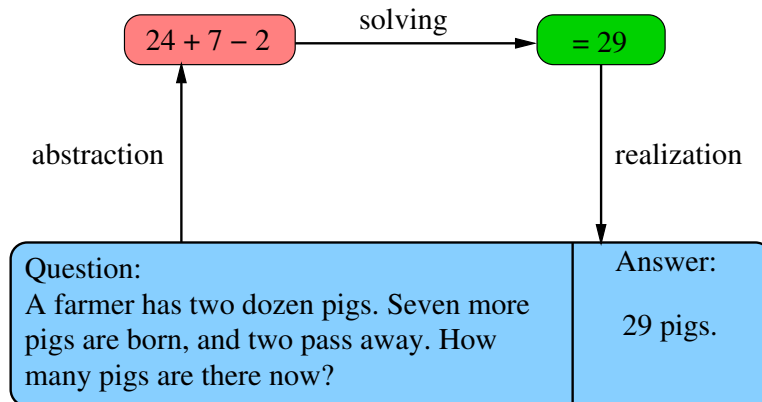 solving
24 + 7 − 2
= 29
abstraction
realization
Question:
A farmer has two dozen pigs. Seven more
pigs are born, and two pass away. How
many pigs are there now?
Answer:
29 pigs.